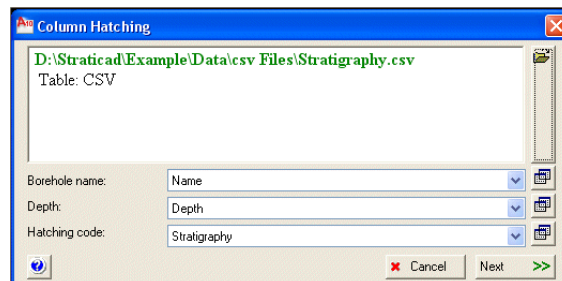 Column Hatching
D:\Straticad\Example\Data\csv Files\Stratigraphy.csv
Table: CSV
Borehole name: Name
Depth: Depth
Hatching code: Stratigraphy
Cancel Next >>